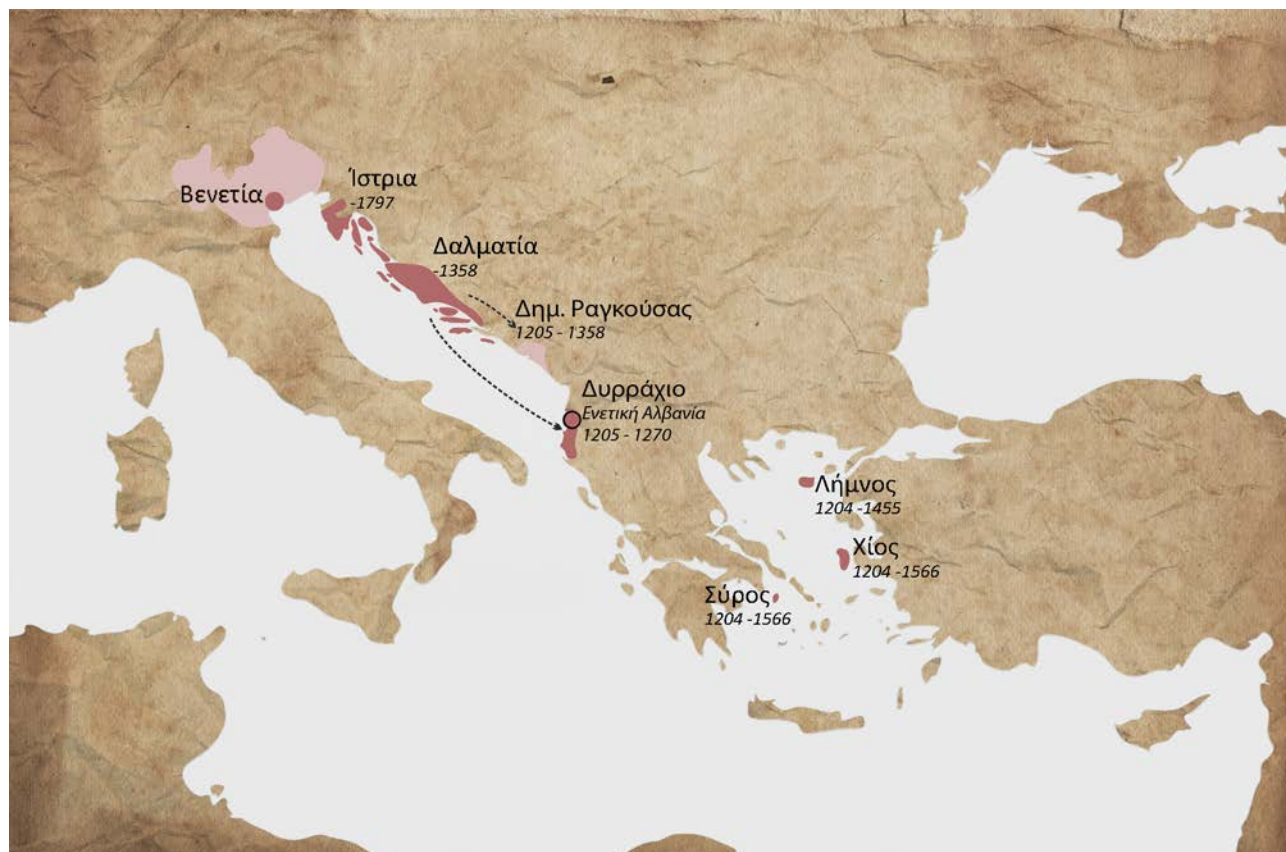 Βενετία
Ίστρια
-1797
Δαλματία
-1358
Δημ. Ραγκούσας
1205 - 1358
Δυρράχιο
Ενετική Αλβανία
1205 - 1270
Λήμνος
1204 -1455
Χίος
1204 -1566
Σύρος
1204 -1566